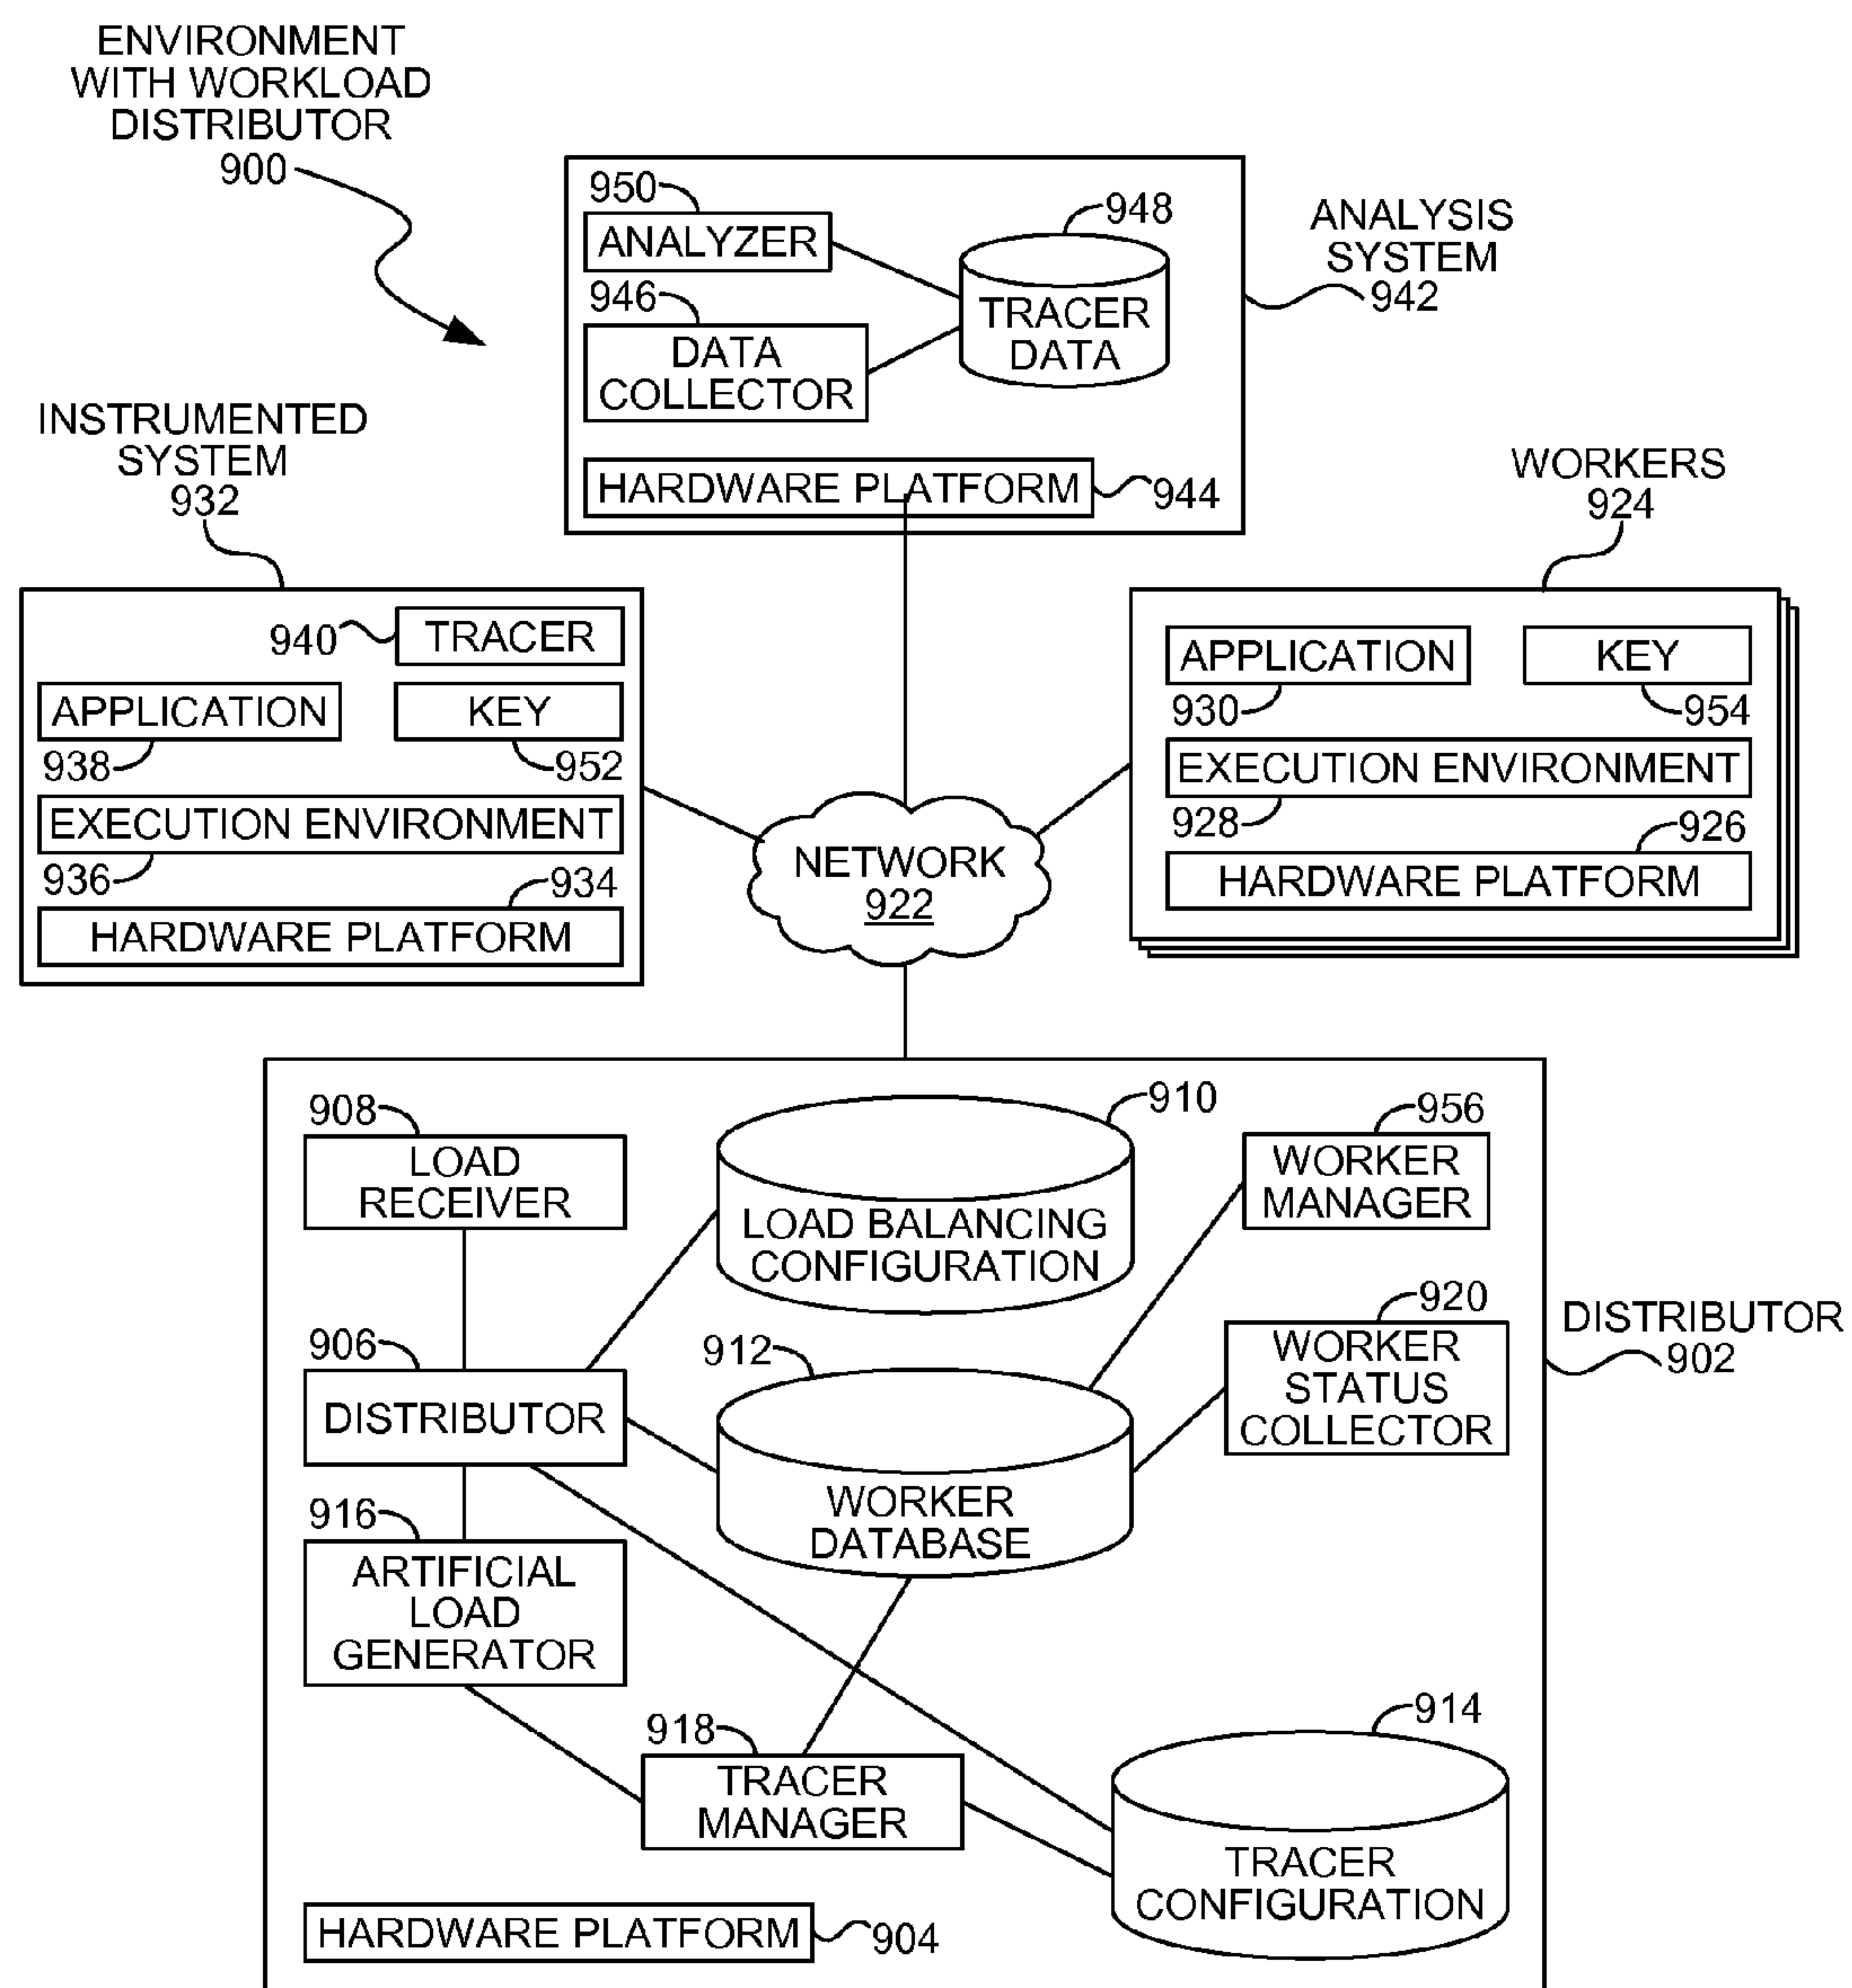 ENVIRONMENT
WITH WORKLOAD
DISTRIBUTOR
900
950
ANALYZER
948
TRACER
DATA
946
DATA
COLLECTOR
HARDWARE PLATFORM
944
ANALYSIS
SYSTEM
942
INSTRUMENTED
SYSTEM
932
940
TRACER
APPLICATION
938
KEY
952
EXECUTION ENVIRONMENT
936
934
HARDWARE PLATFORM
WORKERS
924
APPLICATION
930
KEY
954
EXECUTION ENVIRONMENT
928
926
HARDWARE PLATFORM
NETWORK
922
908
LOAD
RECEIVER
910
LOAD BALANCING
CONFIGURATION
956
WORKER
MANAGER
920
WORKER
STATUS
COLLECTOR
DISTRIBUTOR
902
906
DISTRIBUTOR
912
WORKER
DATABASE
916
ARTIFICIAL
LOAD
GENERATOR
918
TRACER
MANAGER
914
TRACER
CONFIGURATION
HARDWARE PLATFORM
904